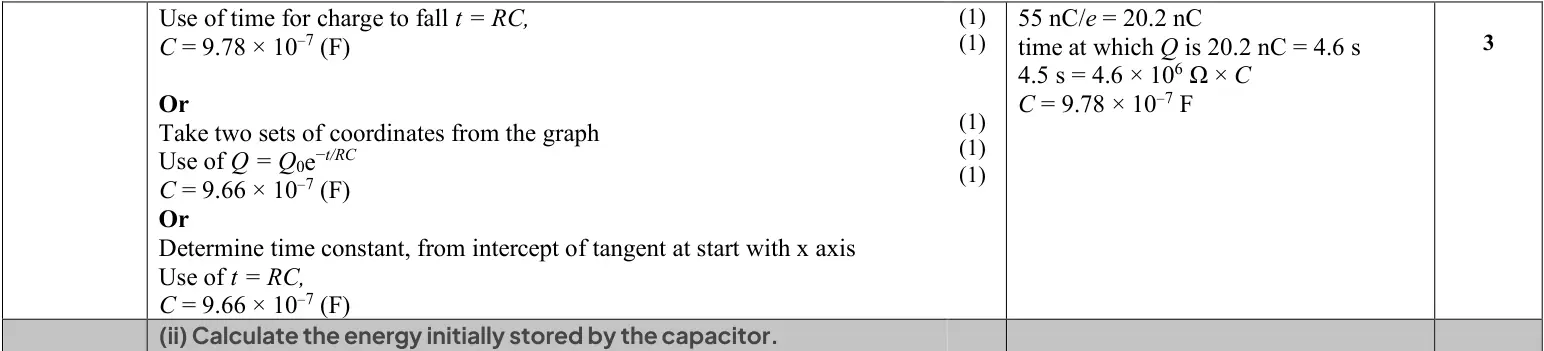 Use of time for charge to fall t = RC, (1)
C = 9.78 × 10⁻⁷ (F) (1)
Or
Take two sets of coordinates from the graph (1)
Use of Q = Q₀e⁻ᵗ/ᴿᶜ (1)
C = 9.66 × 10⁻⁷ (F) (1)
Or
Determine time constant, from intercept of tangent at start with x axis
Use of t = RC,
C = 9.66 × 10⁻⁷ (F)
55 nC/e = 20.2 nC
time at which Q is 20.2 nC = 4.6 s
4.5 s = 4.6 × 10⁶ Ω × C
C = 9.78 × 10⁻⁷ F
3
(ii) Calculate the energy initially stored by the capacitor.